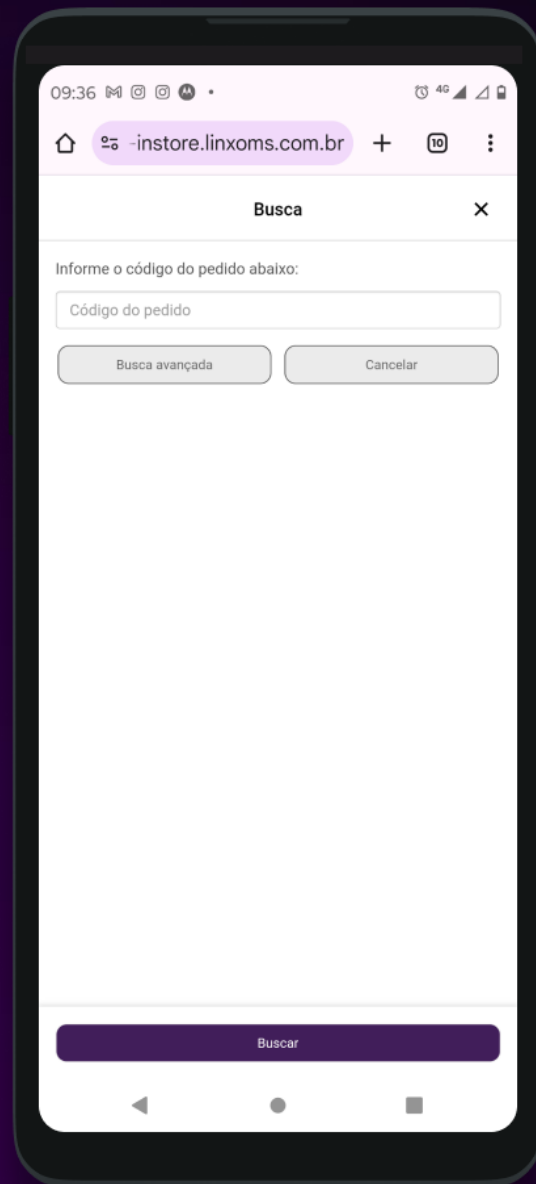 09:36
4G
-instore.linxoms.com.br
10
Busca
Informe o código do pedido abaixo:
Código do pedido
Busca avançada
Cancelar
Buscar